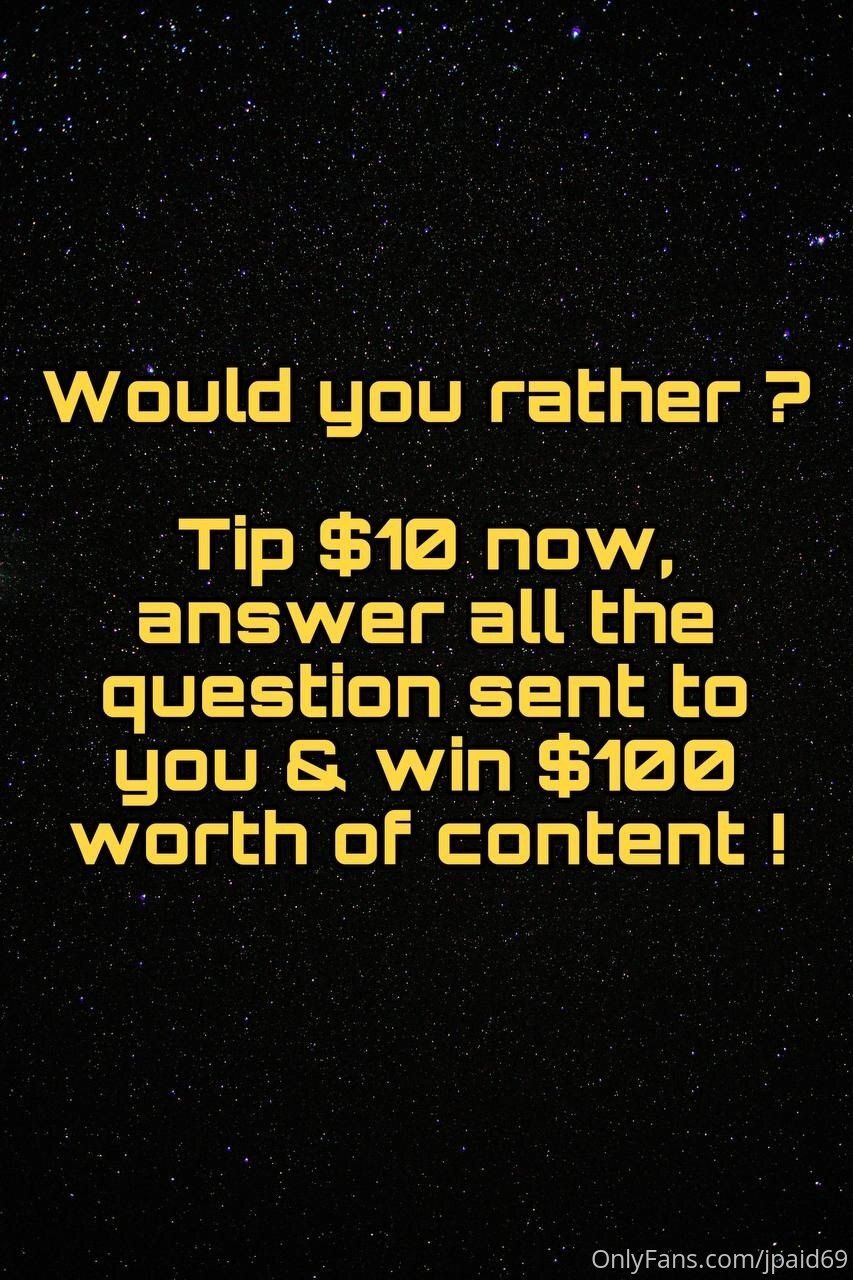 Would you rather ?
Tip $10 now,
answer all the
question sent to
you & win $100
worth of content !
OnlyFans.com/jpaid69